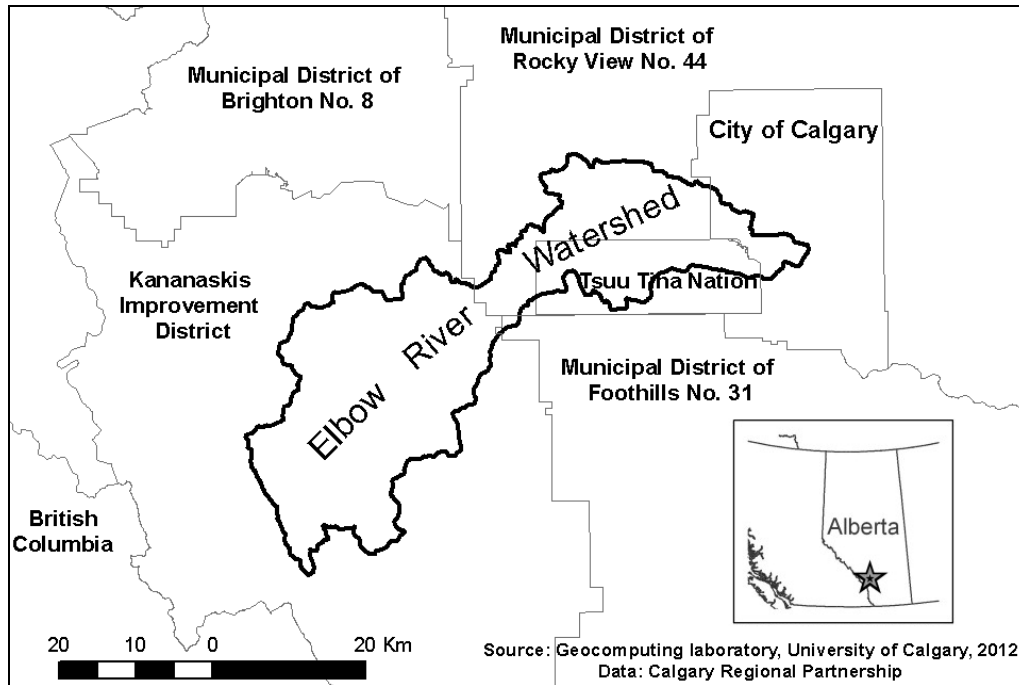 Municipal District of
Rocky View No. 44
Municipal District of
Brighton No. 8
City of Calgary
Elbow River Watershed
Tsuu Tina Nation
Kananaskis
Improvement
District
Municipal District of
Foothills No. 31
British
Columbia
Alberta
20 10 0 20 Km
Source: Geocomputing laboratory, University of Calgary, 2012
Data: Calgary Regional Partnership